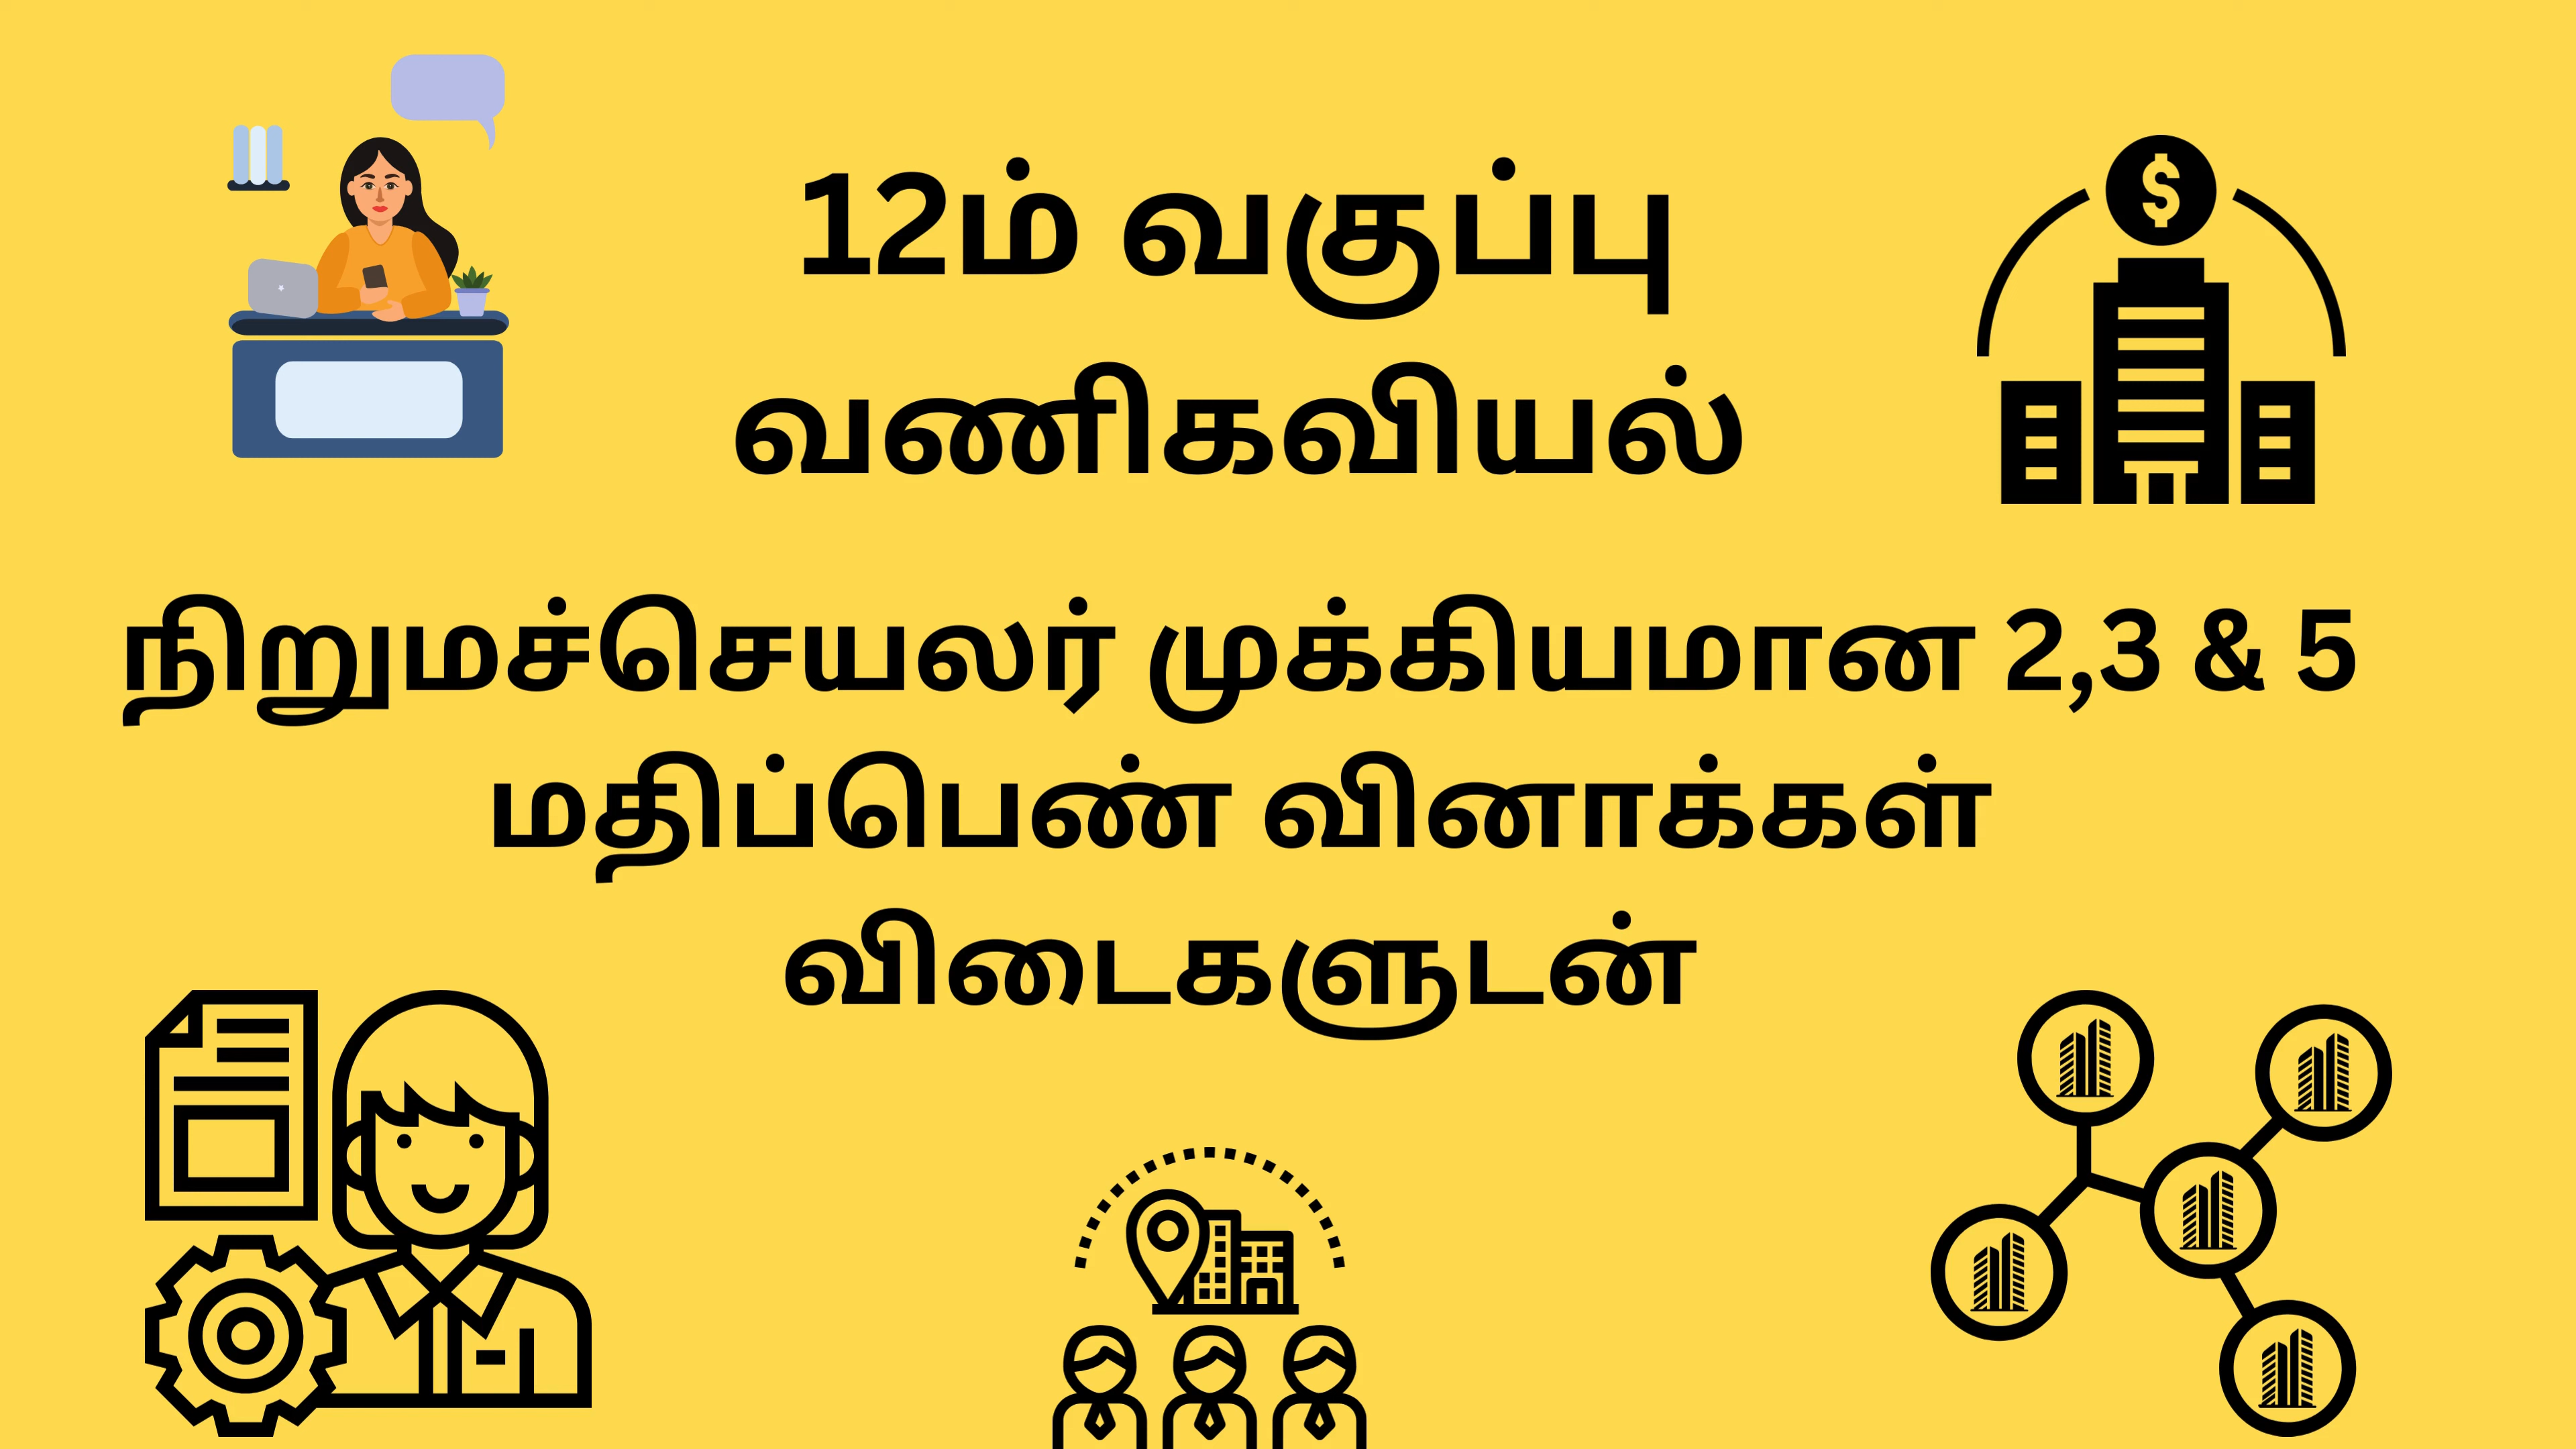 12ம் வகுப்பு
வணிகவியல்
நிறுமச்செயலர் முக்கியமான 2,3 & 5
மதிப்பெண் வினாக்கள்
விடைகளுடன்